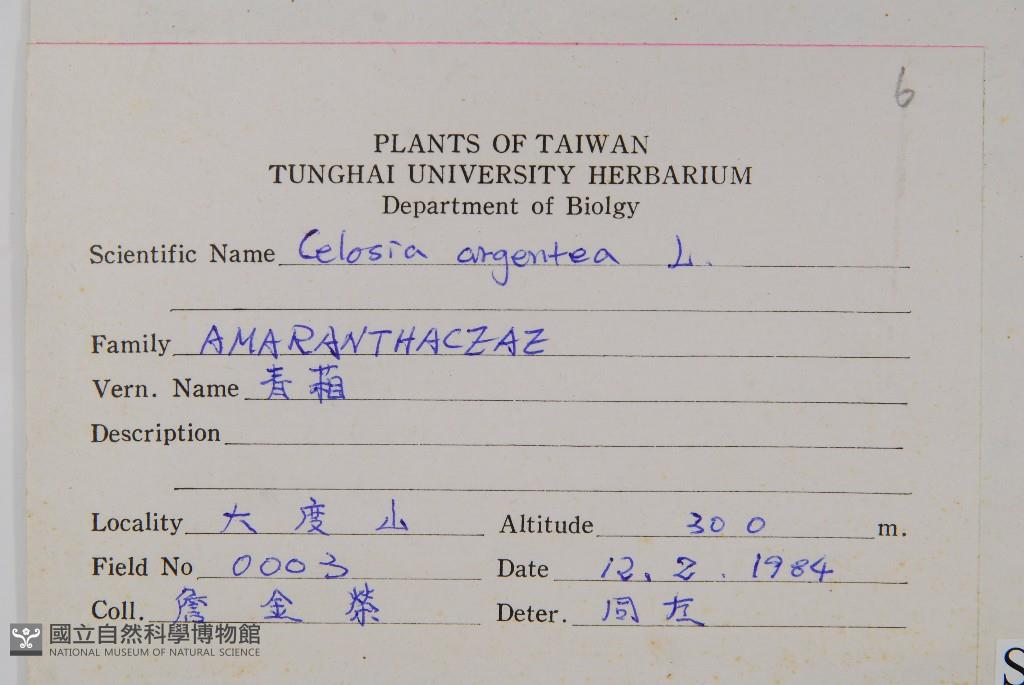 6
PLANTS OF TAIWAN
TUNGHAI UNIVERSITY HERBARIUM
Department of Biolgy
Scientific Name Celosia argentea L.
Family AMARANTHACZAZ
Vern. Name 青葙
Description
Locality 大度山 Altitude 300 m.
Field No 0003 Date 12. 2. 1984
Coll. 詹金榮 Deter. 同左
國立自然科學博物館
NATIONAL MUSEUM OF NATURAL SCIENCE
S